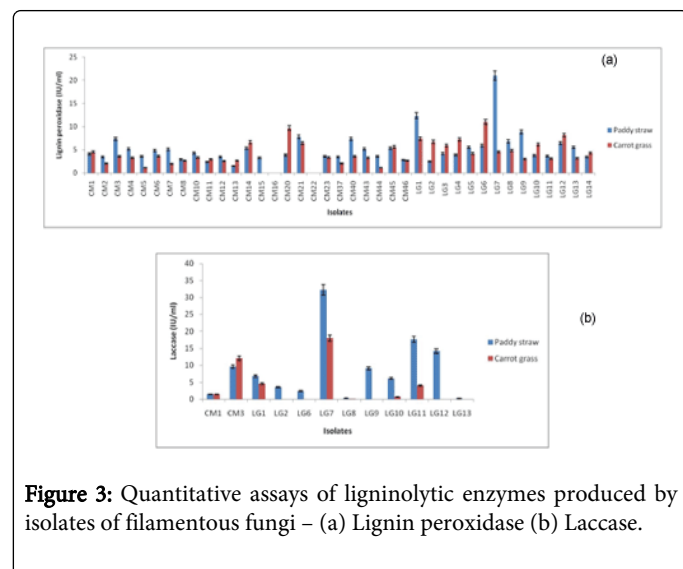 (a)
Lignin peroxidase (IU/ml)
25
20
15
10
5
0
CM1 CM2 CM3 CM4 CM5 CM6 CM7 CM8 CM10 CM11 CM12 CM13 CM14 CM15 CM16 CM20 CM21 CM22 CM23 CM37 CM40 CM43 CM44 CM45 CM46 LG1 LG2 LG3 LG4 LG5 LG6 LG7 LG8 LG9 LG10 LG11 LG12 LG13 LG14
Isolates
Paddy straw
Carrot grass
(b)
Laccase (IU/ml)
40
35
30
25
20
15
10
5
0
CM1 CM3 LG1 LG2 LG6 LG7 LG8 LG9 LG10 LG11 LG12 LG13
Isolates
Paddy straw
Carrot grass
Figure 3: Quantitative assays of ligninolytic enzymes produced by
isolates of filamentous fungi – (a) Lignin peroxidase (b) Laccase.